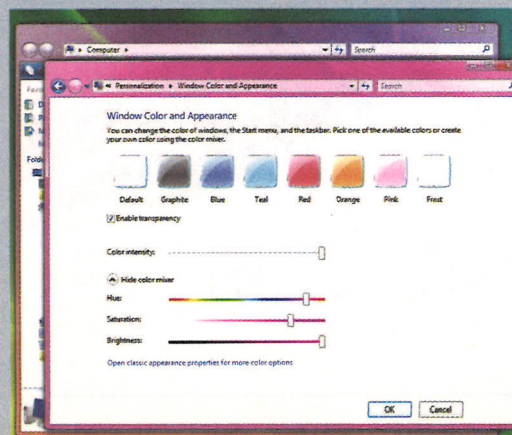 Computer
Search
Personalization
Window Color and Appearance
Search
Window Color and Appearance
You can change the color of windows, the Start menu, and the taskbar. Pick one of the available colors or create
your own color using the color mixer.
Default Graphite Blue Teal Red Orange Pink Frost
Enable transparency
Color intensity:
Hide color mixer
Hue:
Saturation:
Brightness:
Open classic appearance properties for more color options
OK Cancel